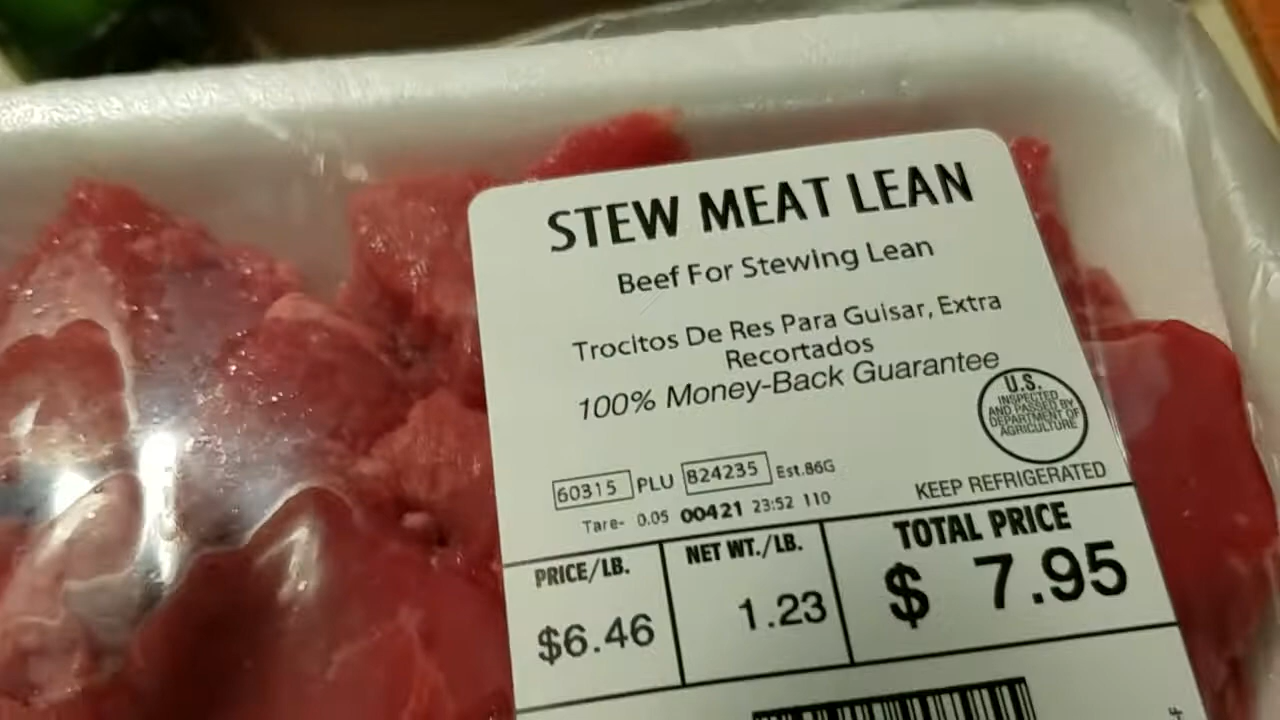 STEW MEAT LEAN
Beef For Stewing Lean
Trocitos De Res Para Guisar, Extra
Recortados
100% Money-Back Guarantee
U.S.
INSPECTED
AND PASSED BY
DEPARTMENT OF
AGRICULTURE
60315 PLU 824235 Est.86G
KEEP REFRIGERATED
Tare- 0.05 00421 23:52 110
PRICE/LB. NET WT./LB. TOTAL PRICE
$6.46 1.23 $ 7.95